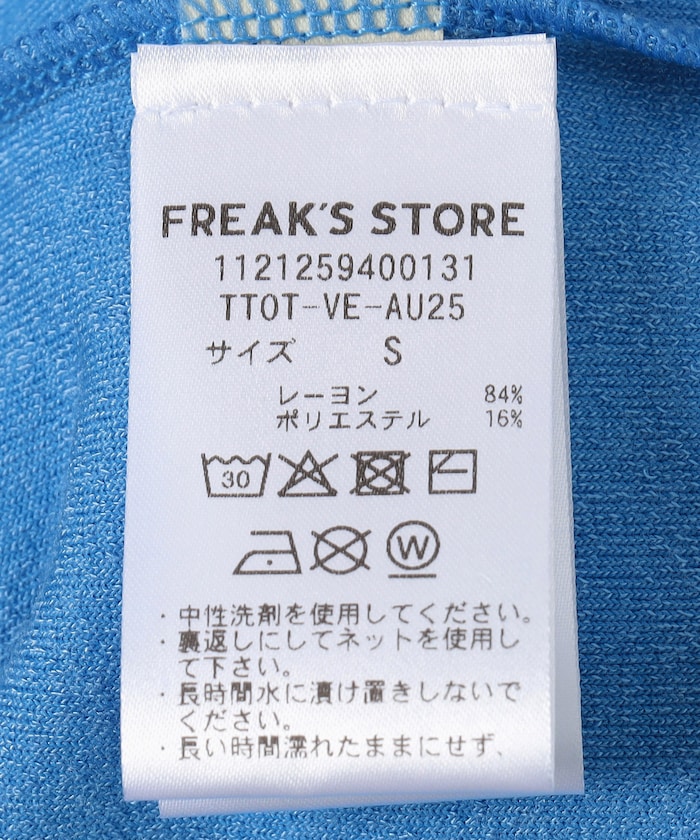 FREAK'S STORE
1121259400131
TTOT-VE-AU25
サイズ S
レーヨン 84%
ポリエステル 16%
30
W
・中性洗剤を使用してください。
・裏返しにしてネットを使用し
て下さい。
・長時間水に漬け置きしないで
ください。
・長い時間濡れたままにせず、